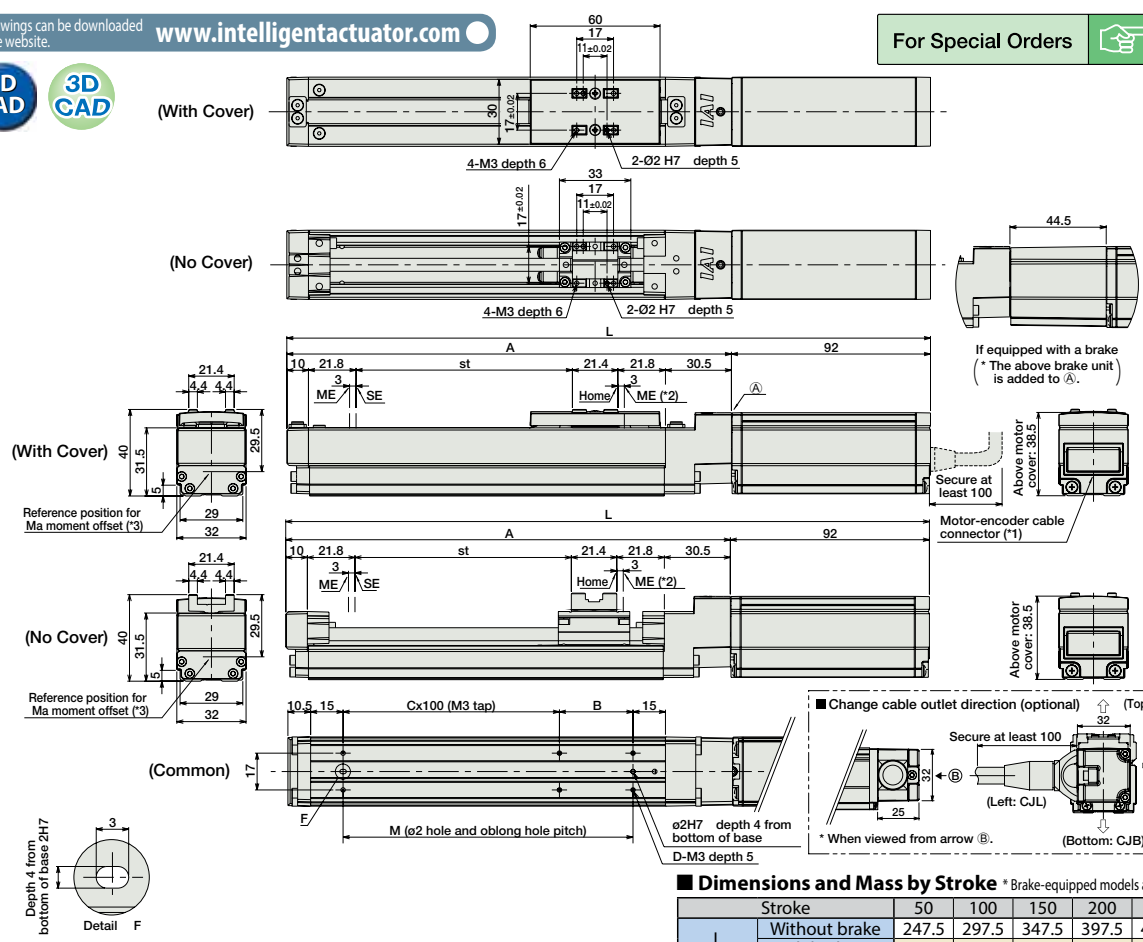 wings can be downloaded
e website.
www.intelligentactuator.com
For Special Orders
D
AD
3D
CAD
(With Cover)
60
17
11±0.02
30
17±0.02
IAI
4-M3 depth 6
2-Ø2 H7 depth 5
(No Cover)
33
17
11±0.02
17±0.02
IAI
4-M3 depth 6
2-Ø2 H7 depth 5
44.5
If equipped with a brake
(* The above brake unit
is added to Ⓐ.)
(With Cover)
21.4
4.4 4.4
40
31.5
5
29.5
29
32
Reference position for
Ma moment offset (*3)
L
A
92
10 21.8 st 21.4 21.8 30.5
3
ME SE
Home
3
ME (*2)
Ⓐ
Secure at
least 100
Above motor
cover: 38.5
Motor-encoder cable
connector (*1)
(No Cover)
21.4
4.4 4.4
40
31.5
5
29.5
29
32
Reference position for
Ma moment offset (*3)
L
A
92
10 21.8 st 21.4 21.8 30.5
3
ME SE
Home
3
ME (*2)
Above motor
cover: 38.5
(Common)
10.5 15 Cx100 (M3 tap) B 15
17
F
M (ø2 hole and oblong hole pitch)
ø2H7 depth 4 from
bottom of base
D-M3 depth 5
■ Change cable outlet direction (optional)
(Top
32
Secure at least 100
32
Ⓑ
25
(Left: CJL)
* When viewed from arrow Ⓑ.
(Bottom: CJB)
3
Depth 4 from
bottom of base 2H7
Detail F
■ Dimensions and Mass by Stroke * Brake-equipped models a
Stroke 50 100 150 200
L Without brake 247.5 297.5 347.5 397.5 4